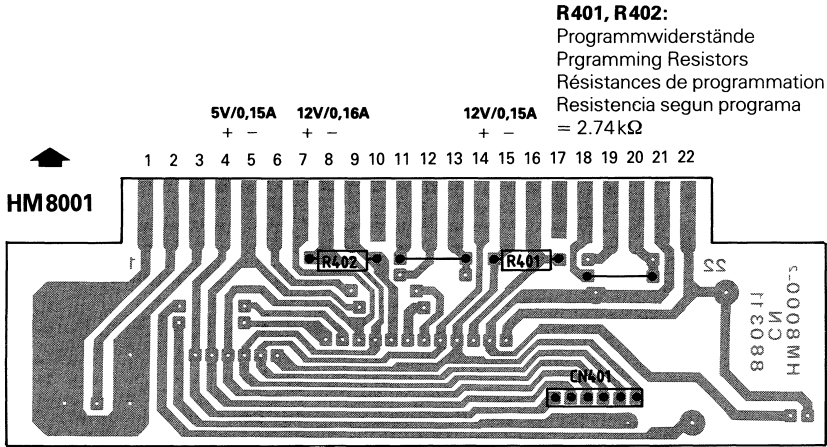 R401, R402:
Programmwiderstände
Prgramming Resistors
Résistances de programmation
Resistencia segun programa
= 2.74kΩ
5V/0,15A 12V/0,16A 12V/0,15A
+ − + − + −
1 2 3 4 5 6 7 8 9 10 11 12 13 14 15 16 17 18 19 20 21 22
HM8001
1 R402 R401 22
CN401
HM8000-2
CN
880311